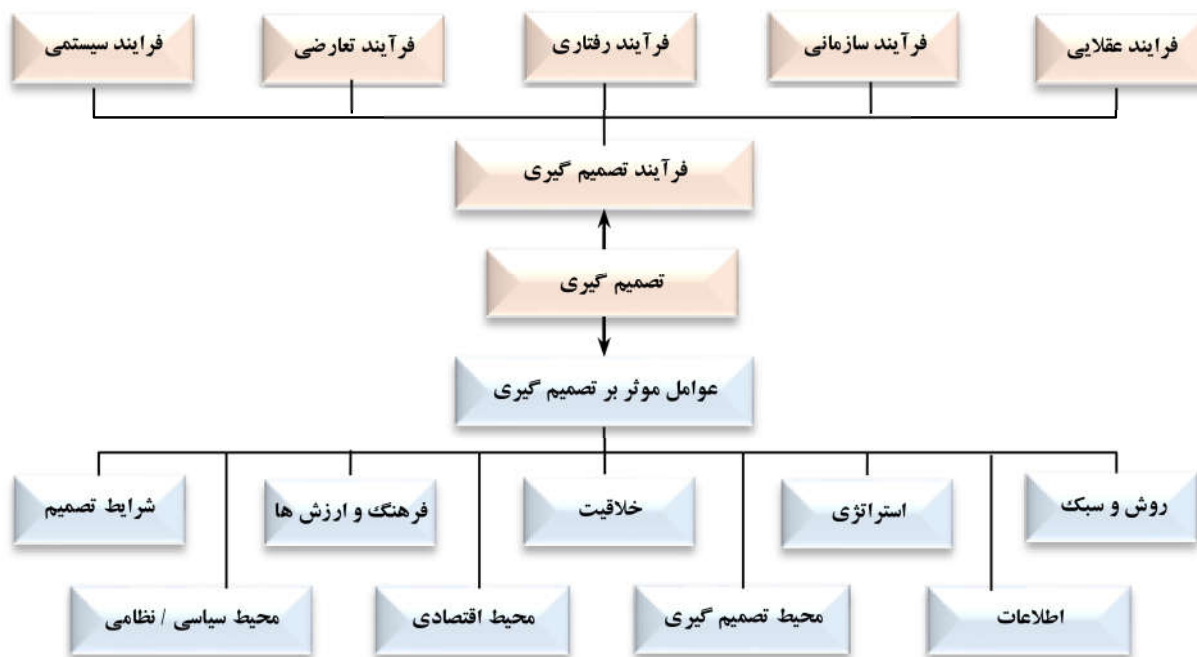 فرایند عقلایی
فرآیند سازمانی
فرآیند رفتاری
فرآیند تعارضی
فرایند سیستمی
فرآیند تصمیم گیری
تصمیم گیری
عوامل موثر بر تصمیم گیری
روش و سبک
استراتژی
خلاقیت
فرهنگ و ارزش ها
شرایط تصمیم
اطلاعات
محیط تصمیم گیری
محیط اقتصادی
محیط سیاسی / نظامی